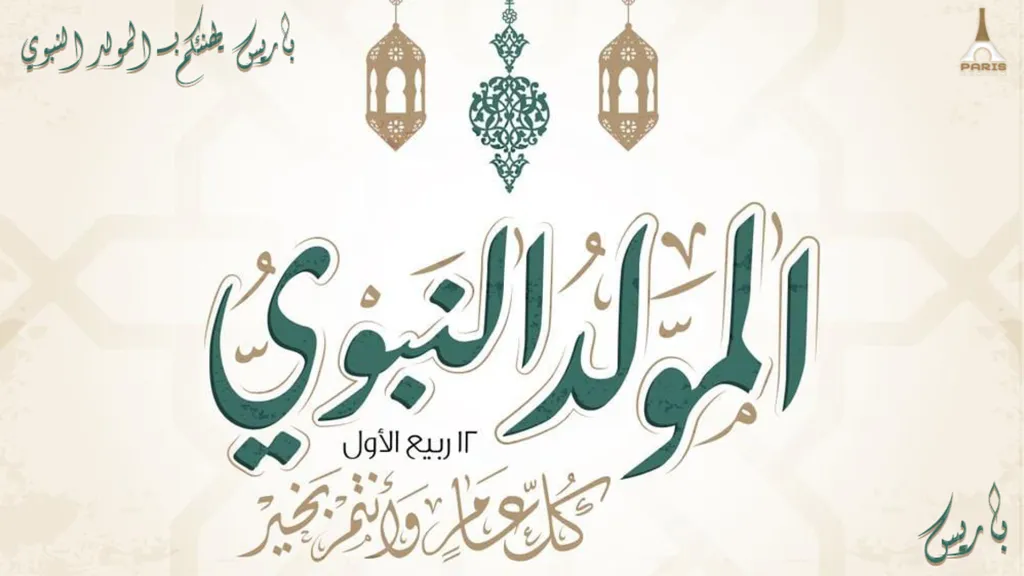 باريس يهنئكم بـ المولد النبوي
PARIS
المولد النبوي
١٢ ربيع الأول
كل عام وأنتم بخير
باريس